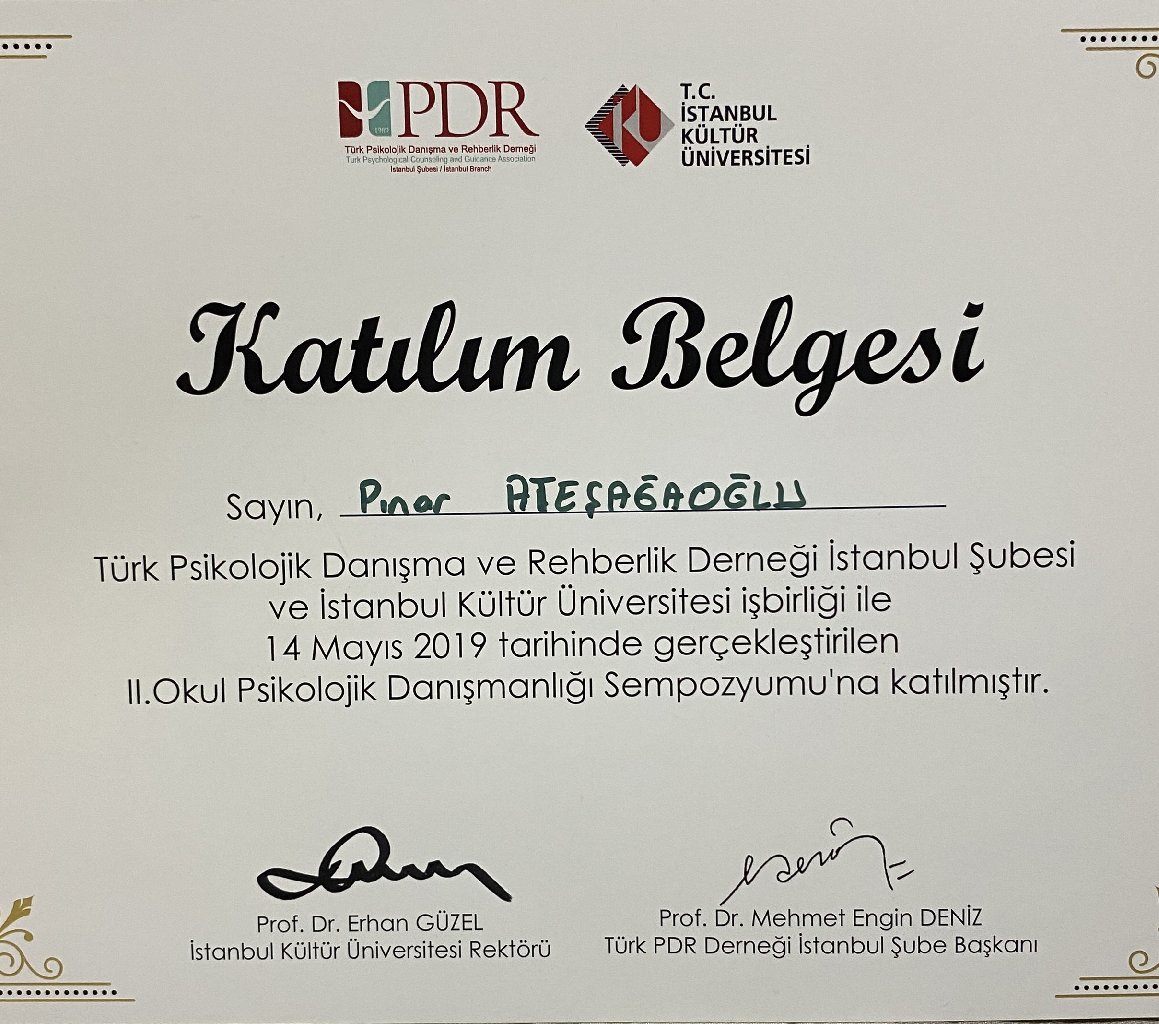 PDR
1989
Türk Psikolojik Danışma ve Rehberlik Derneği
Turk Psychological Counseling and Guidance Association
İstanbul Şubesi / İstanbul Branch
T.C.
İSTANBUL
KÜLTÜR
ÜNİVERSİTESİ
Katılım Belgesi
Sayın, Pınar ATEŞAĞAOĞLU
Türk Psikolojik Danışma ve Rehberlik Derneği İstanbul Şubesi
ve İstanbul Kültür Üniversitesi işbirliği ile
14 Mayıs 2019 tarihinde gerçekleştirilen
II.Okul Psikolojik Danışmanlığı Sempozyumu'na katılmıştır.
Prof. Dr. Erhan GÜZEL
İstanbul Kültür Üniversitesi Rektörü
Prof. Dr. Mehmet Engin DENİZ
Türk PDR Derneği İstanbul Şube Başkanı